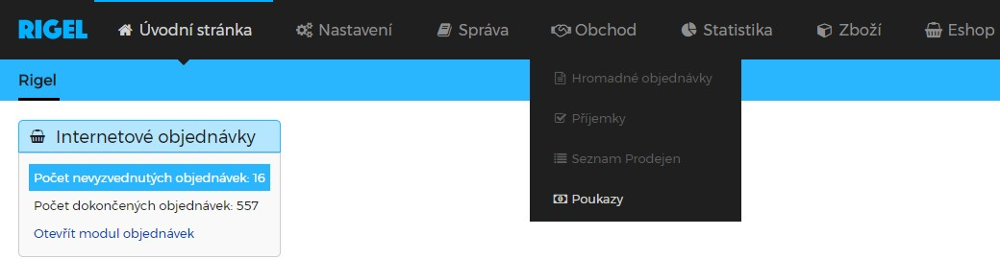 RIGEL
Úvodní stránka
Nastavení
Správa
Obchod
Statistika
Zboží
Eshop
Rigel
Hromadné objednávky
Příjemky
Seznam Prodejen
Poukazy
Internetové objednávky
Počet nevyzvednutých objednávek: 16
Počet dokončených objednávek: 557
Otevřít modul objednávek